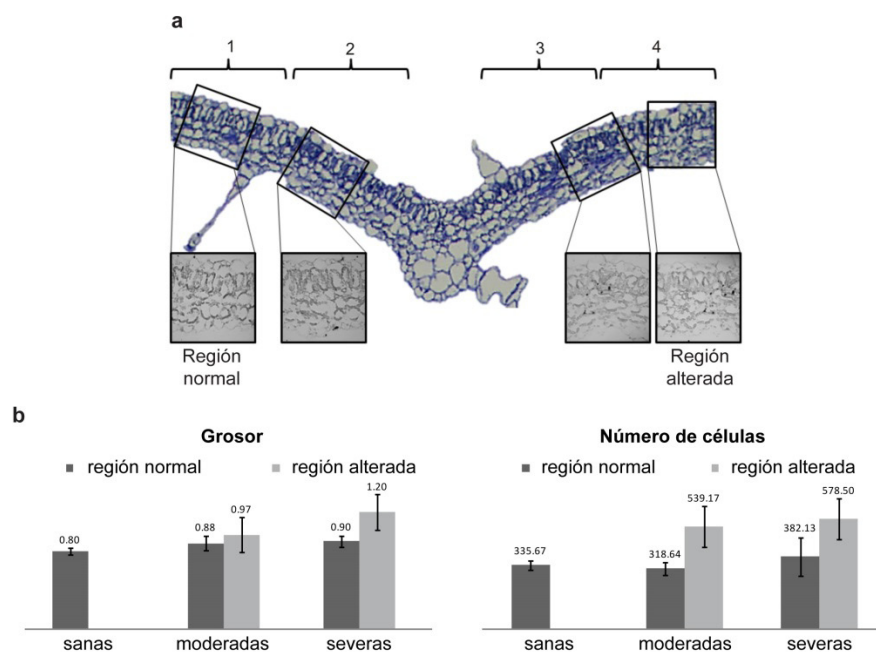 a
1 2 3 4
Región normal
Región alterada
b
Grosor
región normal región alterada
0.80 0.88 0.97 0.90 1.20
sanas moderadas severas
Número de células
región normal región alterada
335.67 318.64 539.17 382.13 578.50
sanas moderadas severas